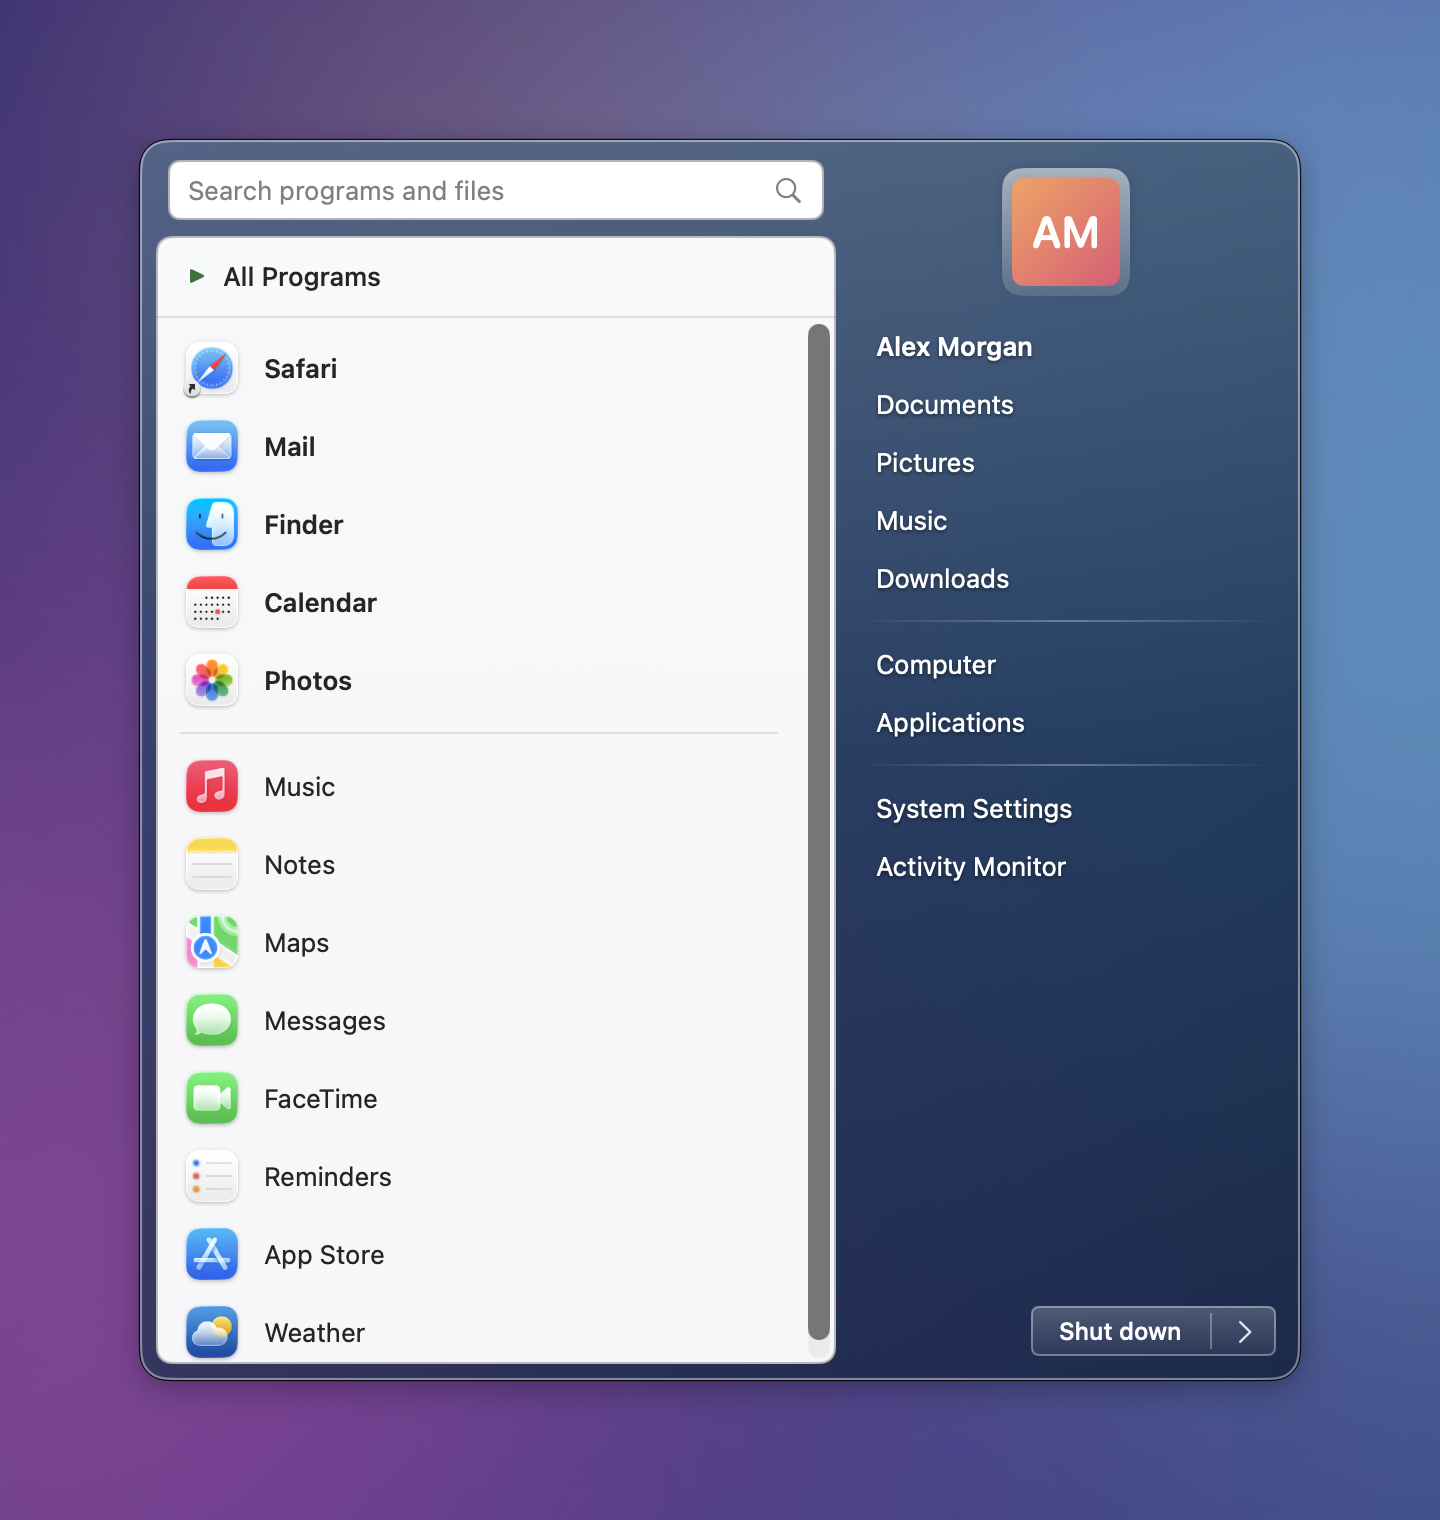 Search programs and files
All Programs
Safari
Mail
Finder
Calendar
Photos
Music
Notes
Maps
Messages
FaceTime
Reminders
App Store
Weather
AM
Alex Morgan
Documents
Pictures
Music
Downloads
Computer
Applications
System Settings
Activity Monitor
Shut down